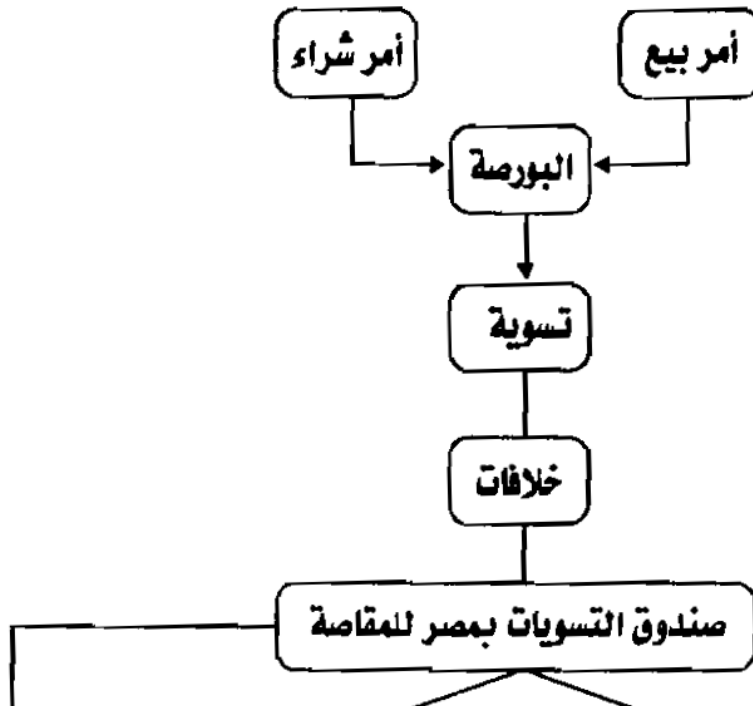 أمر بيع
أمر شراء
البورصة
تسوية
خلافات
صندوق التسويات بمصر للمقاصة